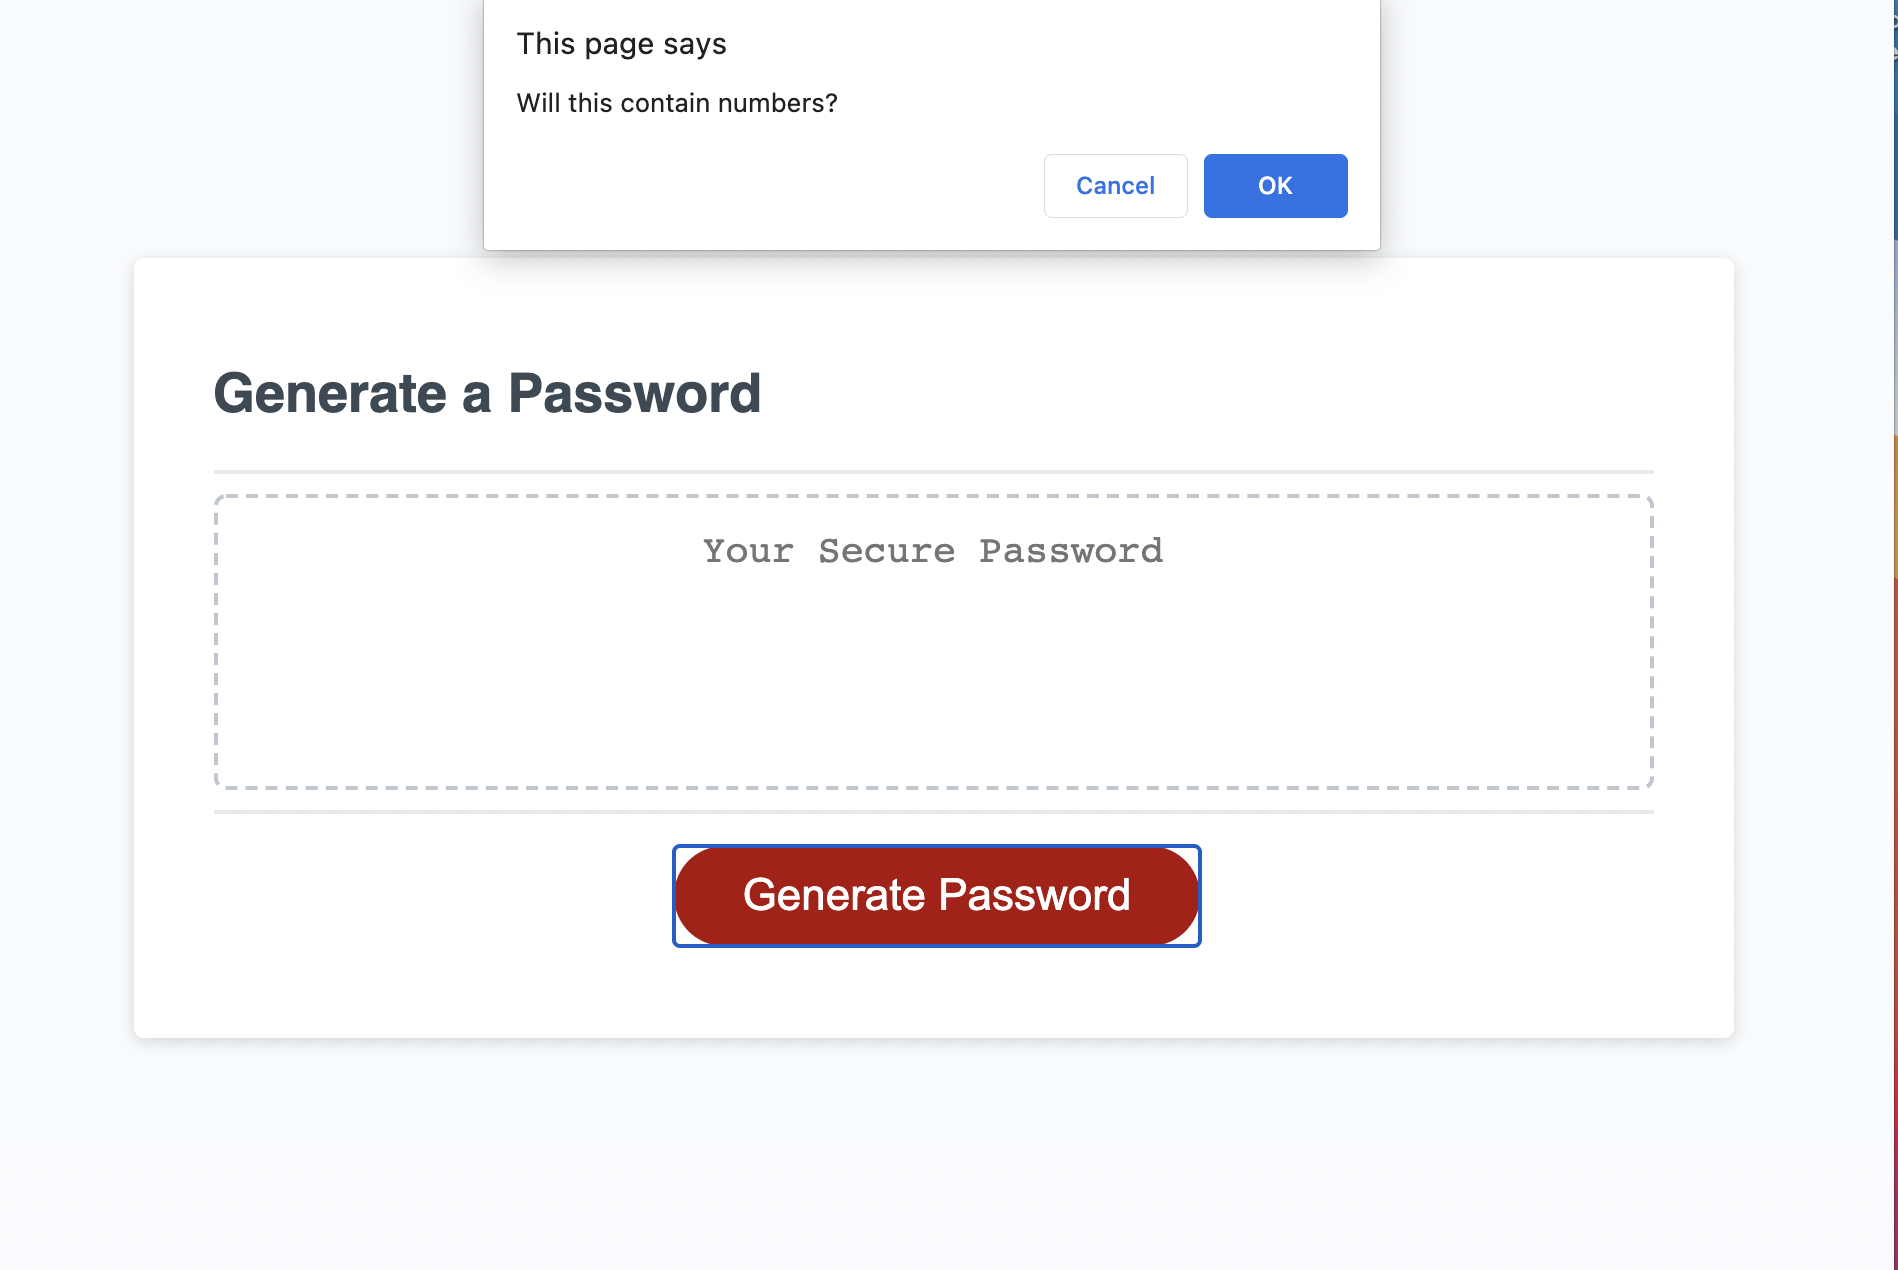 This page says
Will this contain numbers?
Cancel
OK
Generate a Password
Your Secure Password
Generate Password